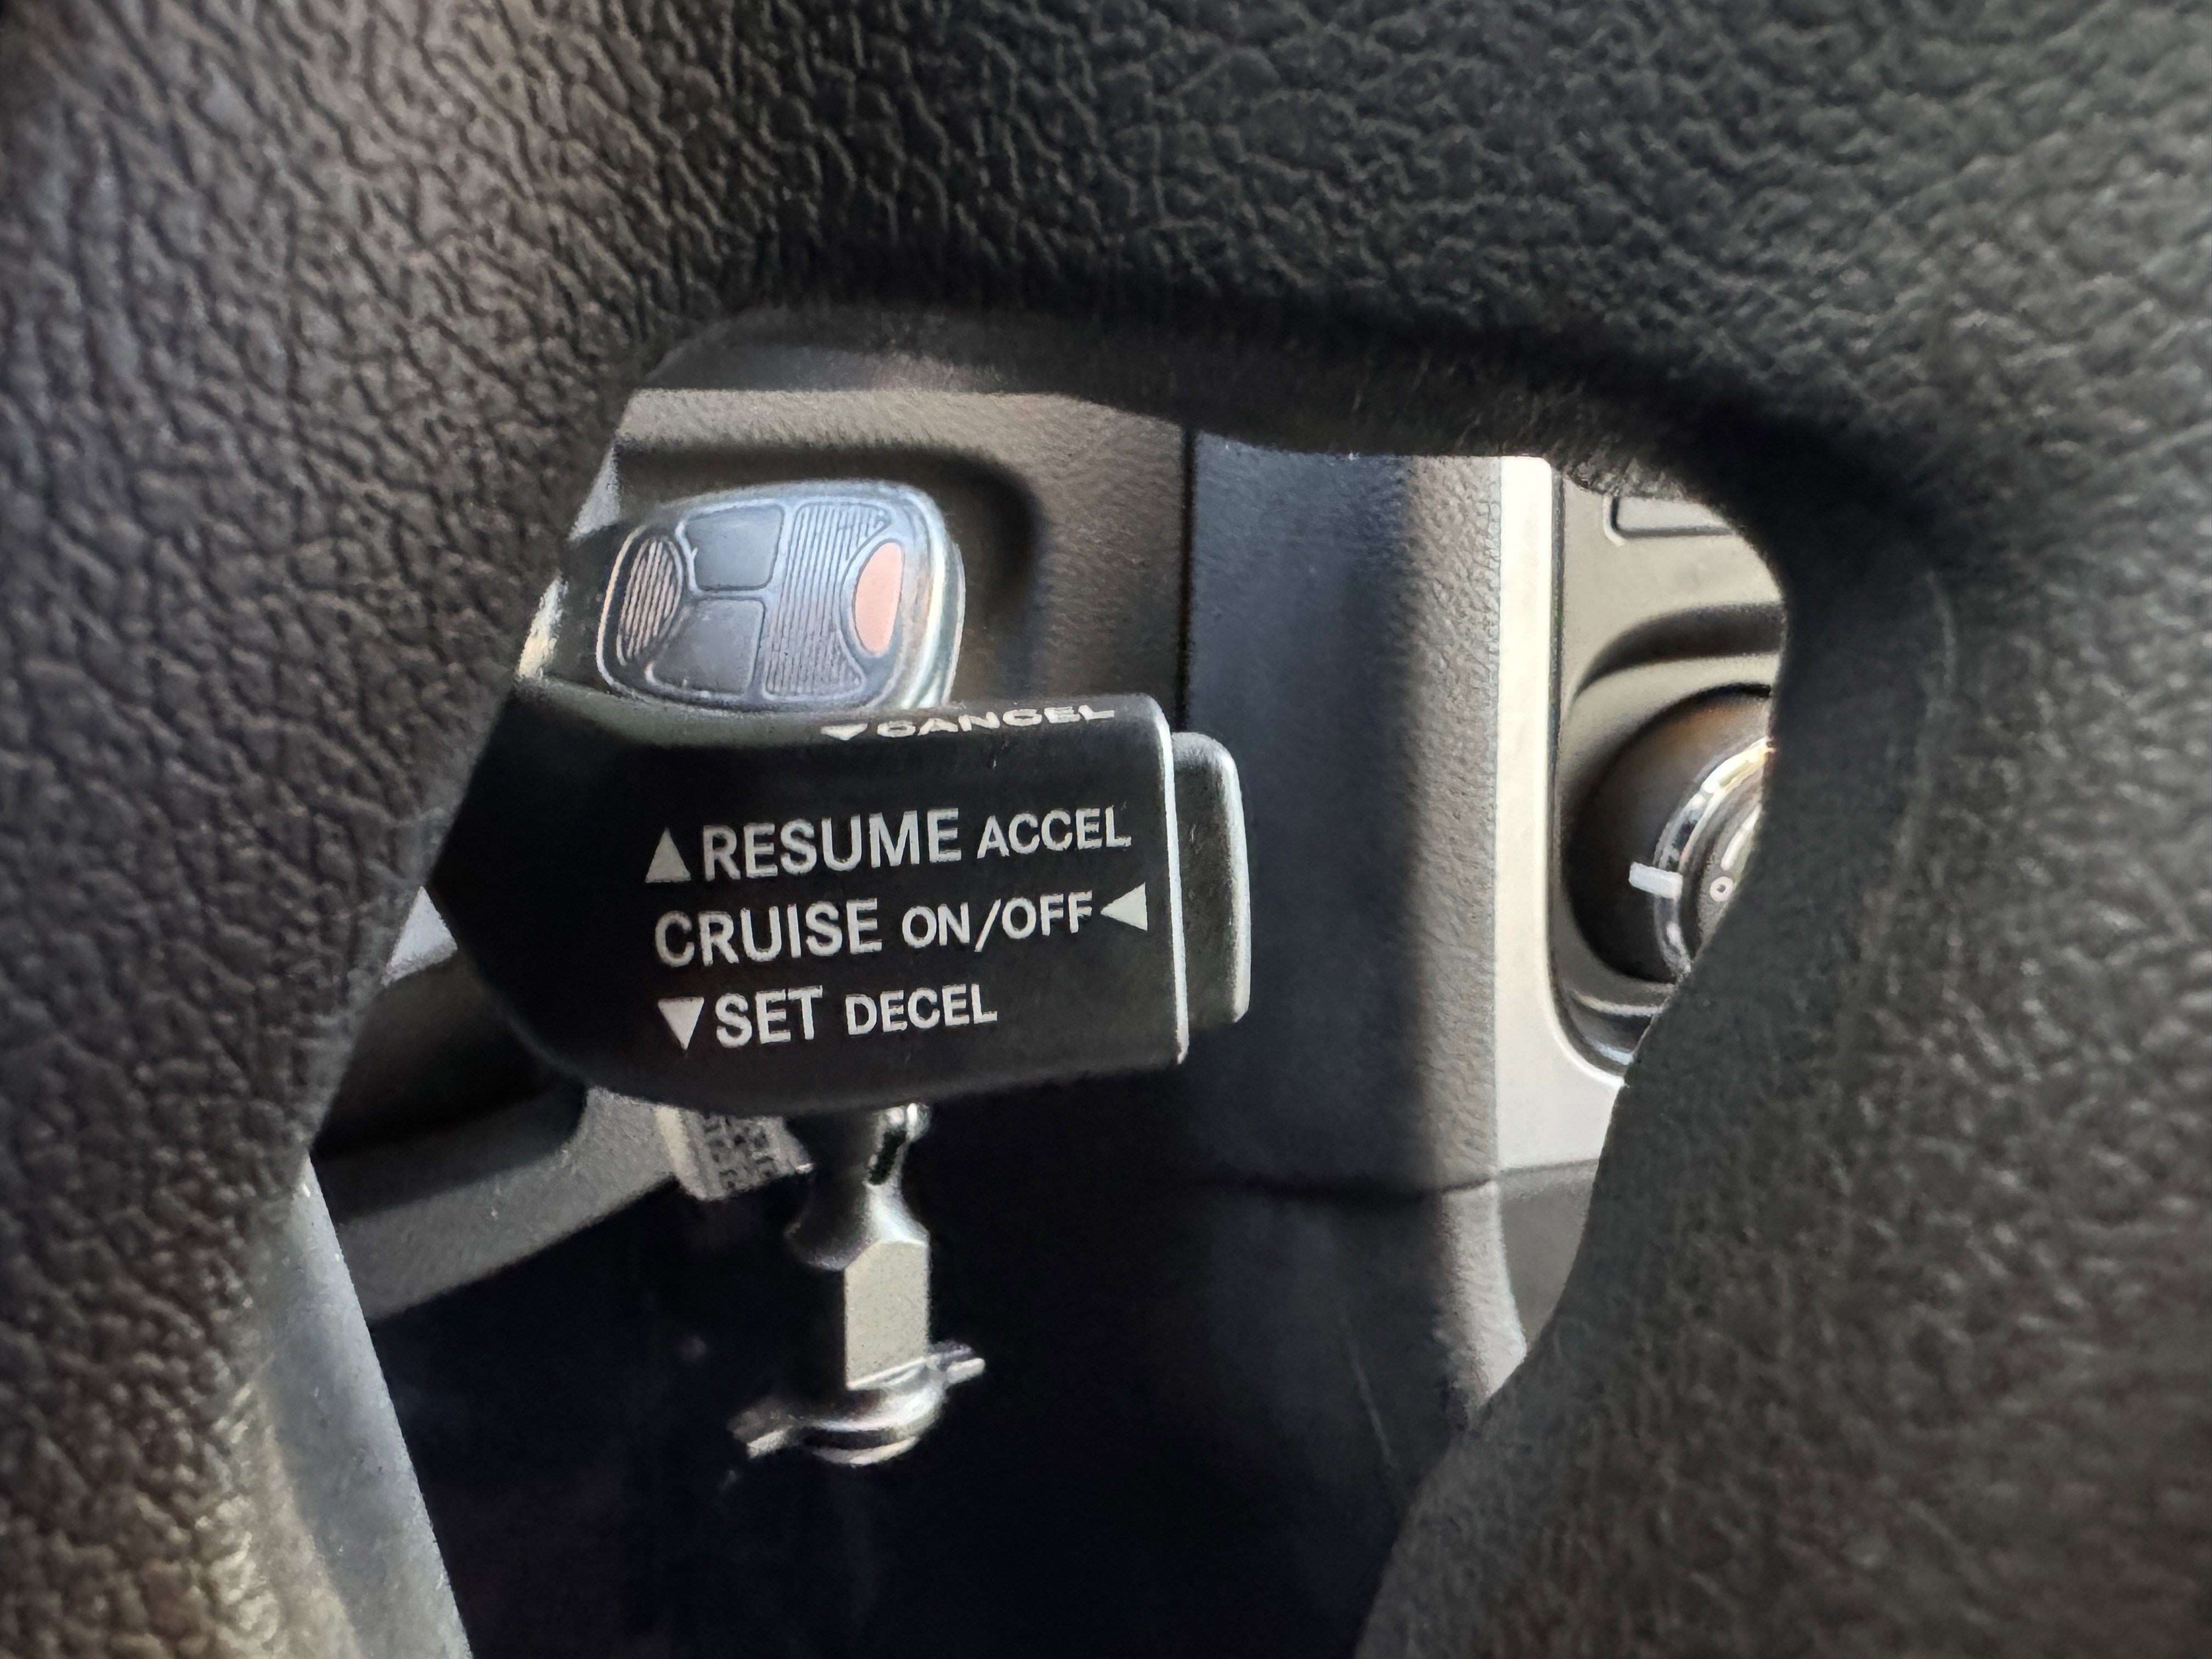 ▼CANCEL
▲RESUME ACCEL
CRUISE ON/OFF◀
▼SET DECEL